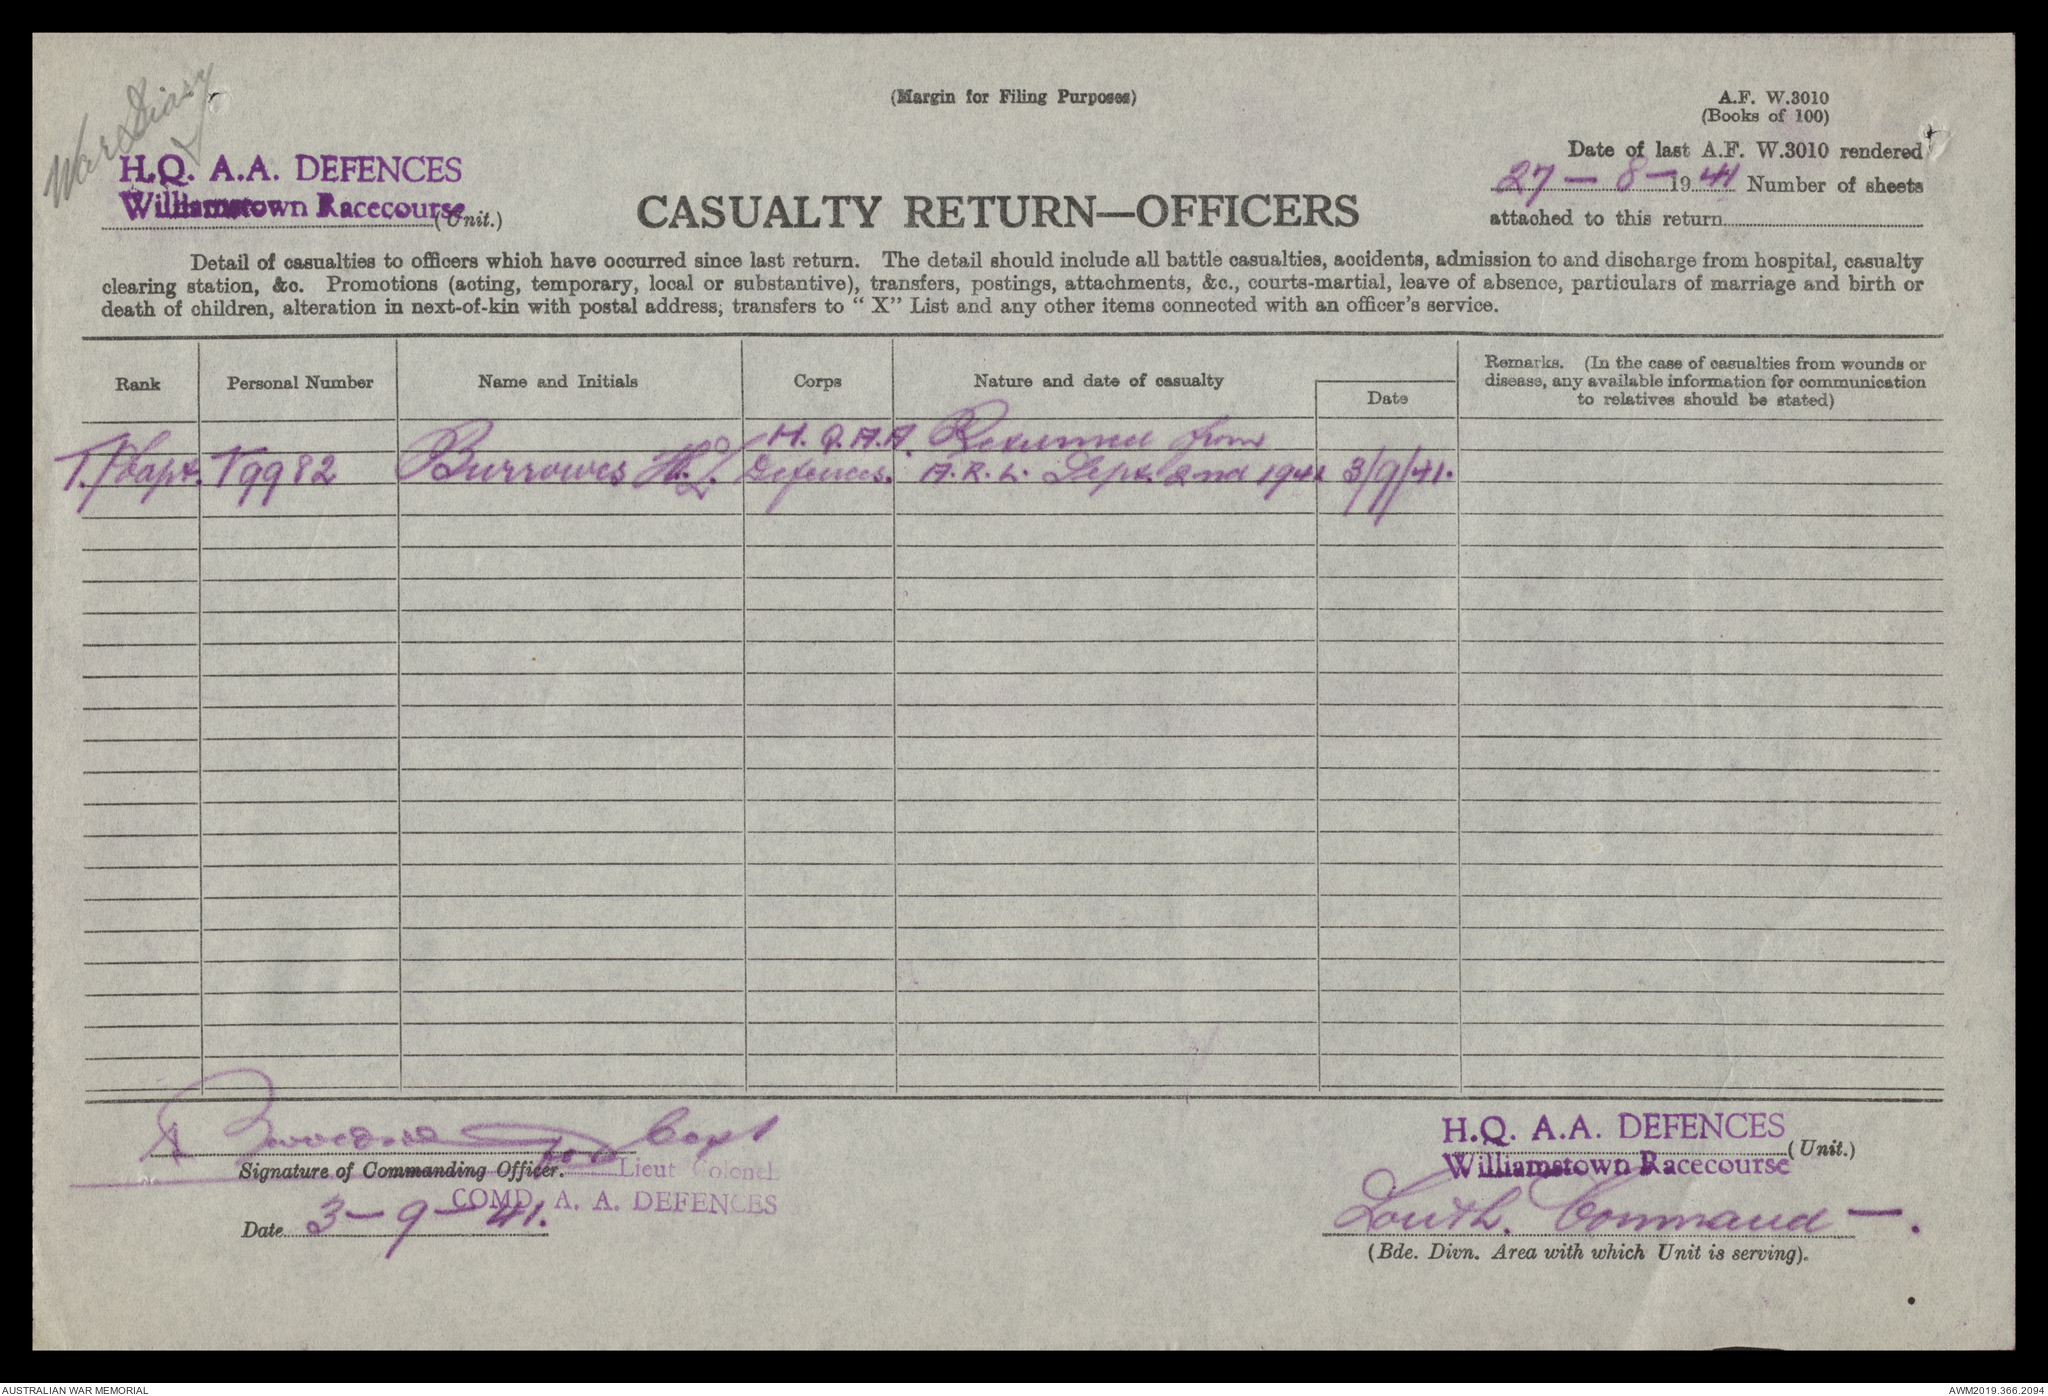 War Diary
(Margin for Filing Purposes)
A.F. W.3010
(Books of 100)
H.Q. A.A. DEFENCES
Williamstown Racecourse (Unit.)
CASUALTY RETURN—OFFICERS
Date of last A.F. W.3010 rendered
27 – 8 – 1941 Number of sheets
attached to this return
Detail of casualties to officers which have occurred since last return. The detail should include all battle casualties, accidents, admission to and discharge from hospital, casualty
clearing station, &c. Promotions (acting, temporary, local or substantive), transfers, postings, attachments, &c., courts-martial, leave of absence, particulars of marriage and birth or
death of children, alteration in next-of-kin with postal address; transfers to "X" List and any other items connected with an officer's service.
Rank
Personal Number
Name and Initials
Corps
Nature and date of casualty
Date
Remarks. (In the case of casualties from wounds or
disease, any available information for communication
to relatives should be stated)
H.Q.A.A. Returned from
T/Capt. V9982 Burrowes H.L. Defences. A.R.L. Sept. 2nd 1941 3/9/41.
Capt
Signature of Commanding Officer.
Lieut Colonel
COMD. A. A. DEFENCES
Date 3 – 9 – 41.
H.Q. A.A. DEFENCES
Williamstown Racecourse (Unit.)
South. Command –.
(Bde. Divn. Area with which Unit is serving).
AUSTRALIAN WAR MEMORIAL
AWM2019.366.2094